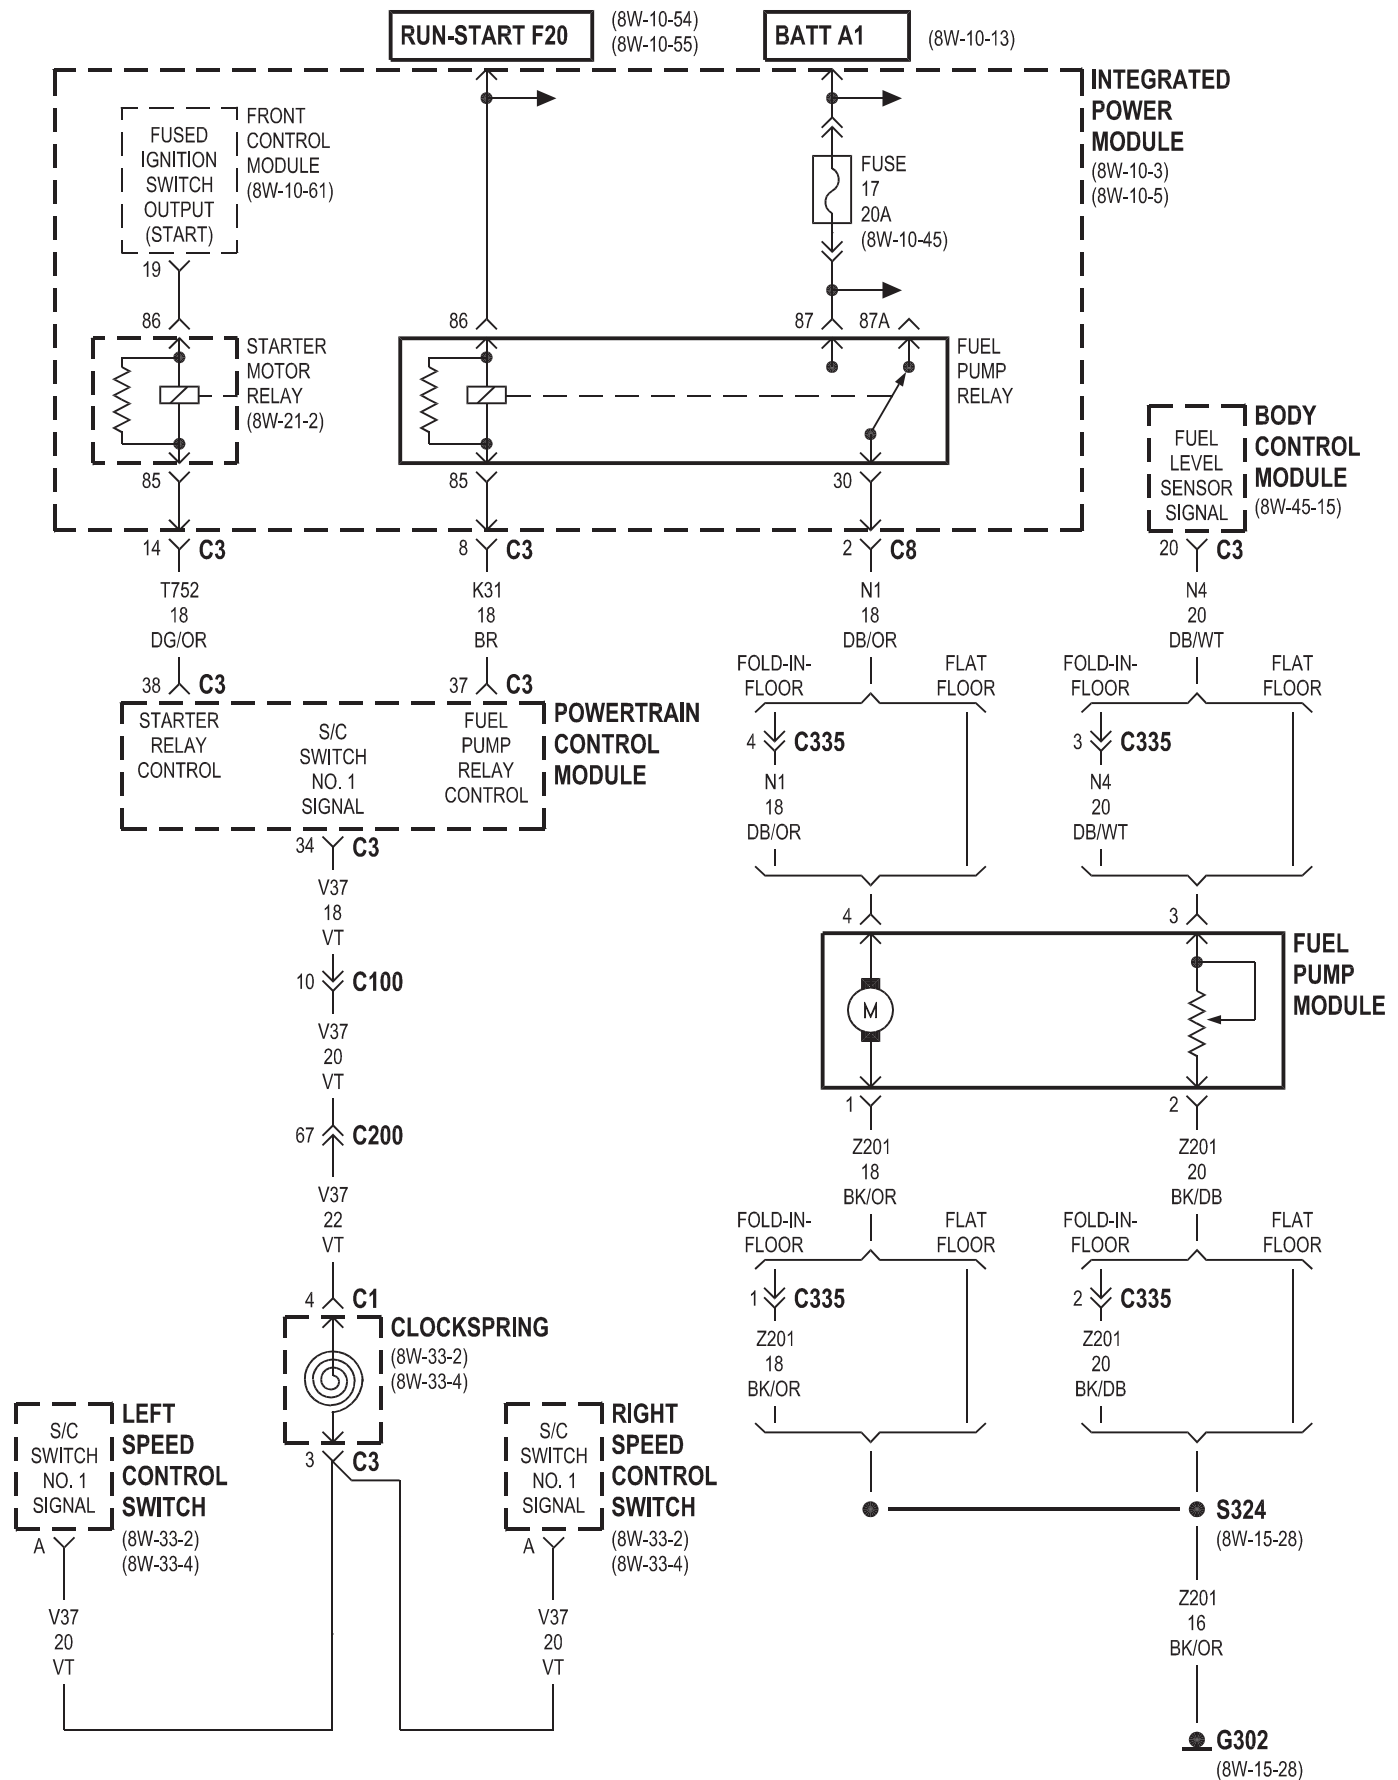 RUN-START F20
(8W-10-54)
(8W-10-55)
BATT A1
(8W-10-13)
INTEGRATED
POWER
MODULE
(8W-10-3)
(8W-10-5)
FRONT
CONTROL
MODULE
(8W-10-61)
FUSED
IGNITION
SWITCH
OUTPUT
(START)
19
FUSE
17
20A
(8W-10-45)
86
86
87
87A
STARTER
MOTOR
RELAY
(8W-21-2)
FUEL
PUMP
RELAY
85
85
30
BODY
CONTROL
MODULE
(8W-45-15)
FUEL
LEVEL
SENSOR
SIGNAL
14 C3
8 C3
2 C8
20 C3
T752
18
DG/OR
K31
18
BR
N1
18
DB/OR
N4
20
DB/WT
38 C3
37 C3
FOLD-IN-
FLOOR
FLAT
FLOOR
FOLD-IN-
FLOOR
FLAT
FLOOR
STARTER
RELAY
CONTROL
S/C
SWITCH
NO. 1
SIGNAL
FUEL
PUMP
RELAY
CONTROL
POWERTRAIN
CONTROL
MODULE
4 C335
N1
18
DB/OR
3 C335
N4
20
DB/WT
34 C3
V37
18
VT
4
3
10 C100
FUEL
PUMP
MODULE
M
V37
20
VT
1
2
67 C200
Z201
18
BK/OR
Z201
20
BK/DB
V37
22
VT
FOLD-IN-
FLOOR
FLAT
FLOOR
FOLD-IN-
FLOOR
FLAT
FLOOR
4 C1
1 C335
2 C335
CLOCKSPRING
(8W-33-2)
(8W-33-4)
Z201
18
BK/OR
Z201
20
BK/DB
3 C3
S/C
SWITCH
NO. 1
SIGNAL
LEFT
SPEED
CONTROL
SWITCH
(8W-33-2)
(8W-33-4)
A
S/C
SWITCH
NO. 1
SIGNAL
RIGHT
SPEED
CONTROL
SWITCH
(8W-33-2)
(8W-33-4)
A
S324
(8W-15-28)
V37
20
VT
V37
20
VT
Z201
16
BK/OR
G302
(8W-15-28)